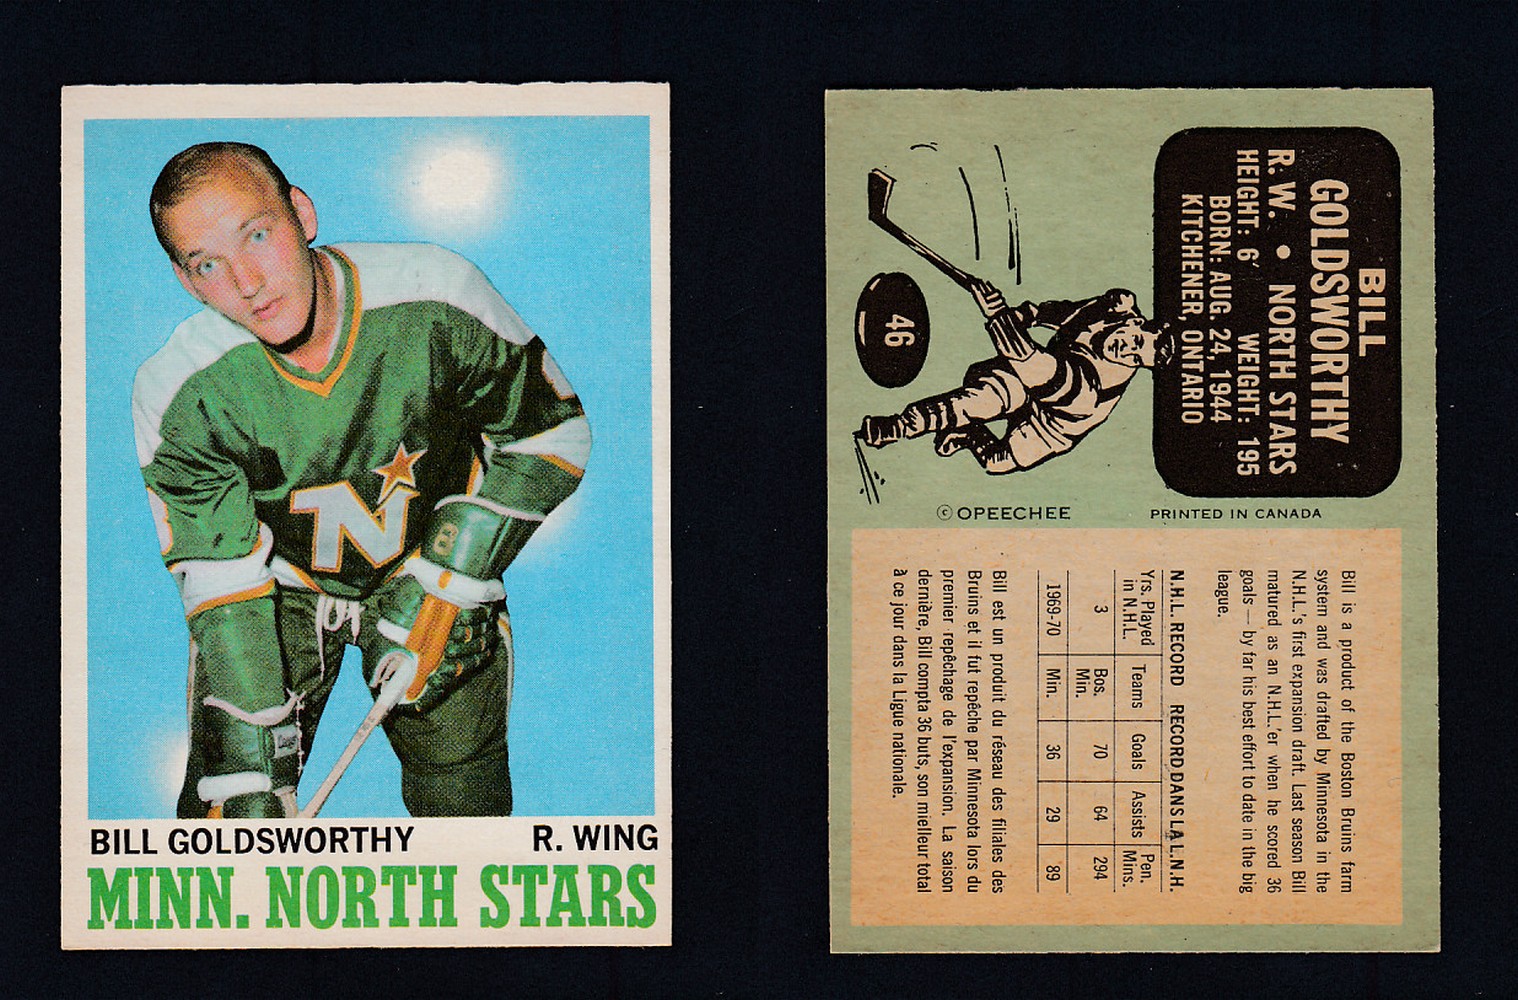 BILL GOLDSWORTHY R. WING
MINN. NORTH STARS
BILL
GOLDSWORTHY
R. W. • NORTH STARS
HEIGHT: 6' WEIGHT: 195
BORN: AUG. 24, 1944
KITCHENER, ONTARIO
46
© OPEECHEE PRINTED IN CANADA
Bill is a product of the Boston Bruins farm
system and was drafted by Minnesota in the
N.H.L.'s first expansion draft. Last season Bill
matured as an N.H.L.'er when he scored 36
goals — by far his best effort to date in the big
league.
N.H.L. RECORD RECORD DANS LA L.N.H.
Yrs. Played in N.H.L. Teams Goals Assists Pen. Mins.
3 Bos. Min. 70 64 294
1969-70 Min. 36 29 89
Bill est un produit du réseau des filiales des
Bruins et il fut repêche par Minnesota lors du
premier repêchage de l'expansion. La saison
dernière, Bill compta 36 buts, son mielleur total
à ce jour dans la Ligue nationale.